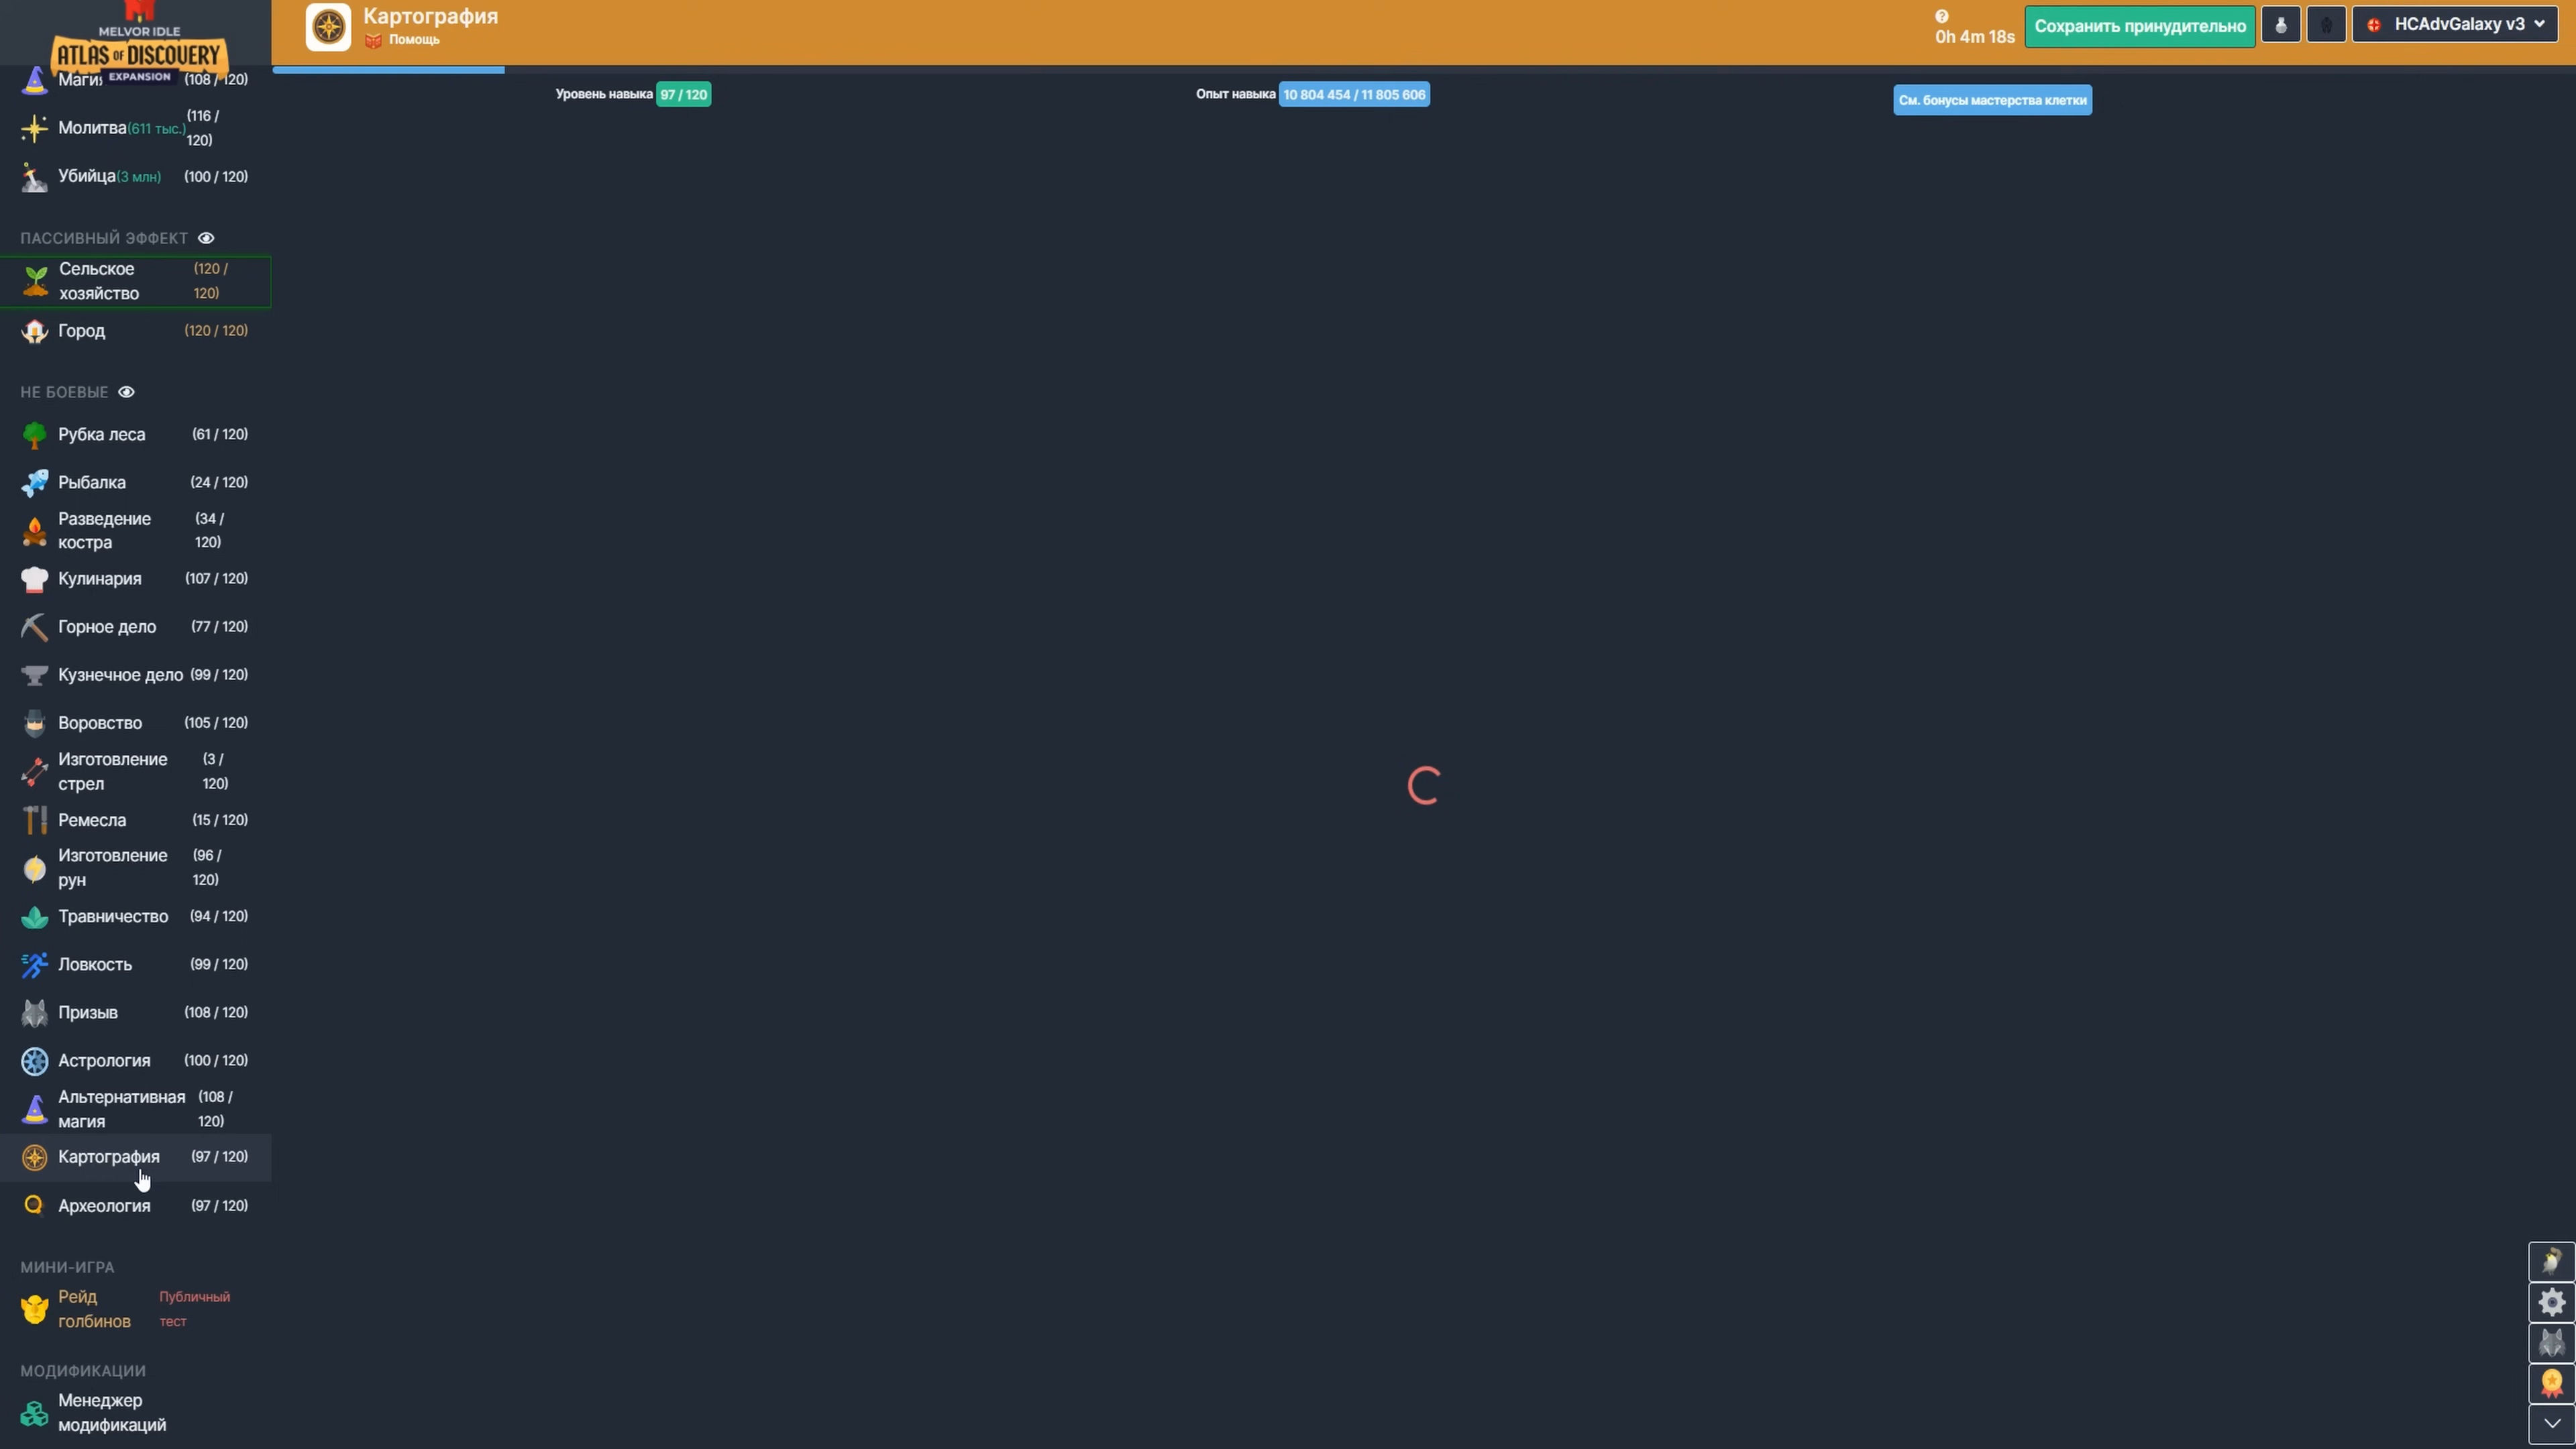 MELVOR IDLE
ATLAS OF DISCOVERY
EXPANSION
Картография
Помощь
0h 4m 18s
Сохранить принудительно
HCAdvGalaxy v3
Уровень навыка 97 / 120
Опыт навыка 10 804 454 / 11 805 606
См. бонусы мастерства клетки
(108 / 120)
Молитва (611 тыс.) (116 /
120)
Убийца (3 млн) (100 / 120)
ПАССИВНЫЙ ЭФФЕКТ
Сельское (120 /
хозяйство 120)
Город (120 / 120)
НЕ БОЕВЫЕ
Рубка леса (61 / 120)
Рыбалка (24 / 120)
Разведение (34 /
костра 120)
Кулинария (107 / 120)
Горное дело (77 / 120)
Кузнечное дело (99 / 120)
Воровство (105 / 120)
Изготовление (3 /
стрел 120)
Ремесла (15 / 120)
Изготовление (96 /
рун 120)
Травничество (94 / 120)
Ловкость (99 / 120)
Призыв (108 / 120)
Астрология (100 / 120)
Альтернативная (108 /
магия 120)
Картография (97 / 120)
Археология (97 / 120)
МИНИ-ИГРА
Рейд Публичный
голбинов тест
МОДИФИКАЦИИ
Менеджер
модификаций